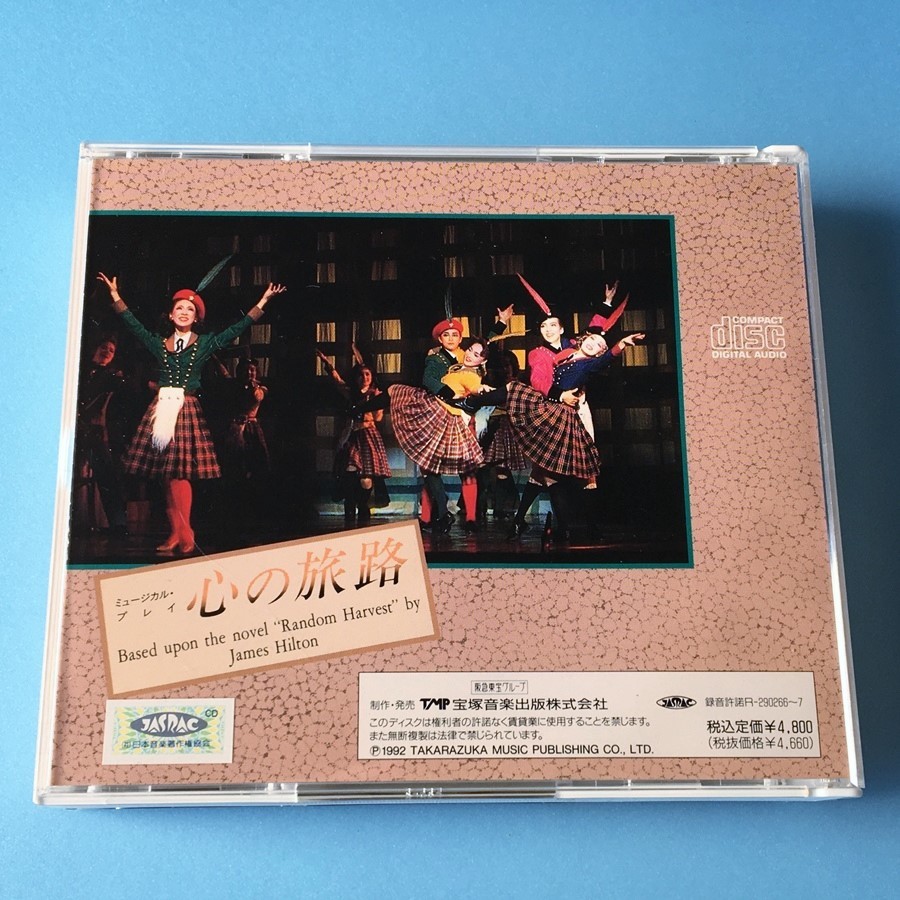 COMPACT
disc
DIGITAL AUDIO
ミュージカル・
プレイ
心の旅路
Based upon the novel “Random Harvest” by
James Hilton
JASRAC
CD
㈳日本音楽著作権協会
阪急東宝グループ
制作・発売 TMP 宝塚音楽出版株式会社
JASRAC 録音許諾R-290266～7
このディスクは権利者の許諾なく賃貸業に使用することを禁じます。
また無断複製は法律で禁じられています。
Ⓟ1992 TAKARAZUKA MUSIC PUBLISHING CO., LTD.
税込定価¥4,800
(税抜価格¥4,660)